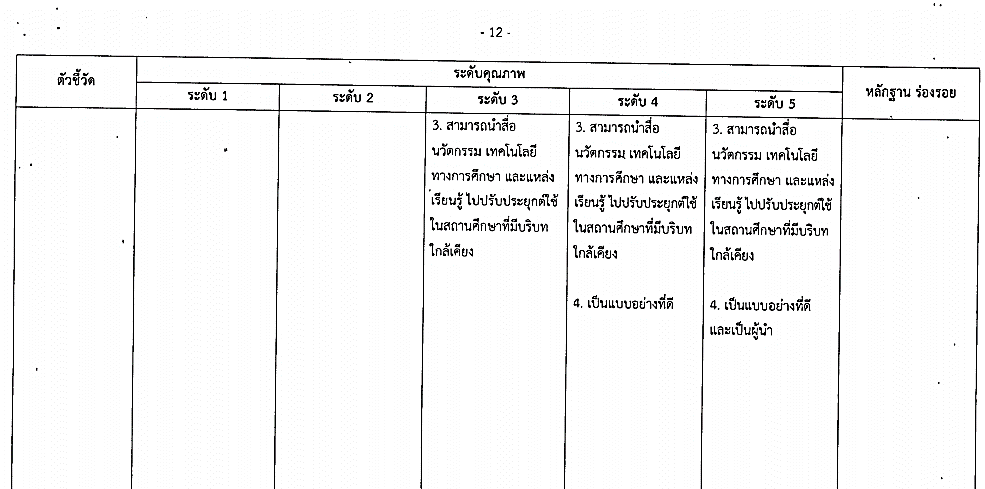 - 12 -
ตัวชี้วัด
ระดับคุณภาพ
หลักฐาน ร่องรอย
ระดับ 1
ระดับ 2
ระดับ 3
ระดับ 4
ระดับ 5
3. สามารถนำสื่อ
นวัตกรรม เทคโนโลยี
ทางการศึกษา และแหล่ง
เรียนรู้ ไปปรับประยุกต์ใช้
ในสถานศึกษาที่มีบริบท
ใกล้เคียง
3. สามารถนำสื่อ
นวัตกรรม เทคโนโลยี
ทางการศึกษา และแหล่ง
เรียนรู้ ไปปรับประยุกต์ใช้
ในสถานศึกษาที่มีบริบท
ใกล้เคียง
4. เป็นแบบอย่างที่ดี
3. สามารถนำสื่อ
นวัตกรรม เทคโนโลยี
ทางการศึกษา และแหล่ง
เรียนรู้ ไปปรับประยุกต์ใช้
ในสถานศึกษาที่มีบริบท
ใกล้เคียง
4. เป็นแบบอย่างที่ดี
และเป็นผู้นำ